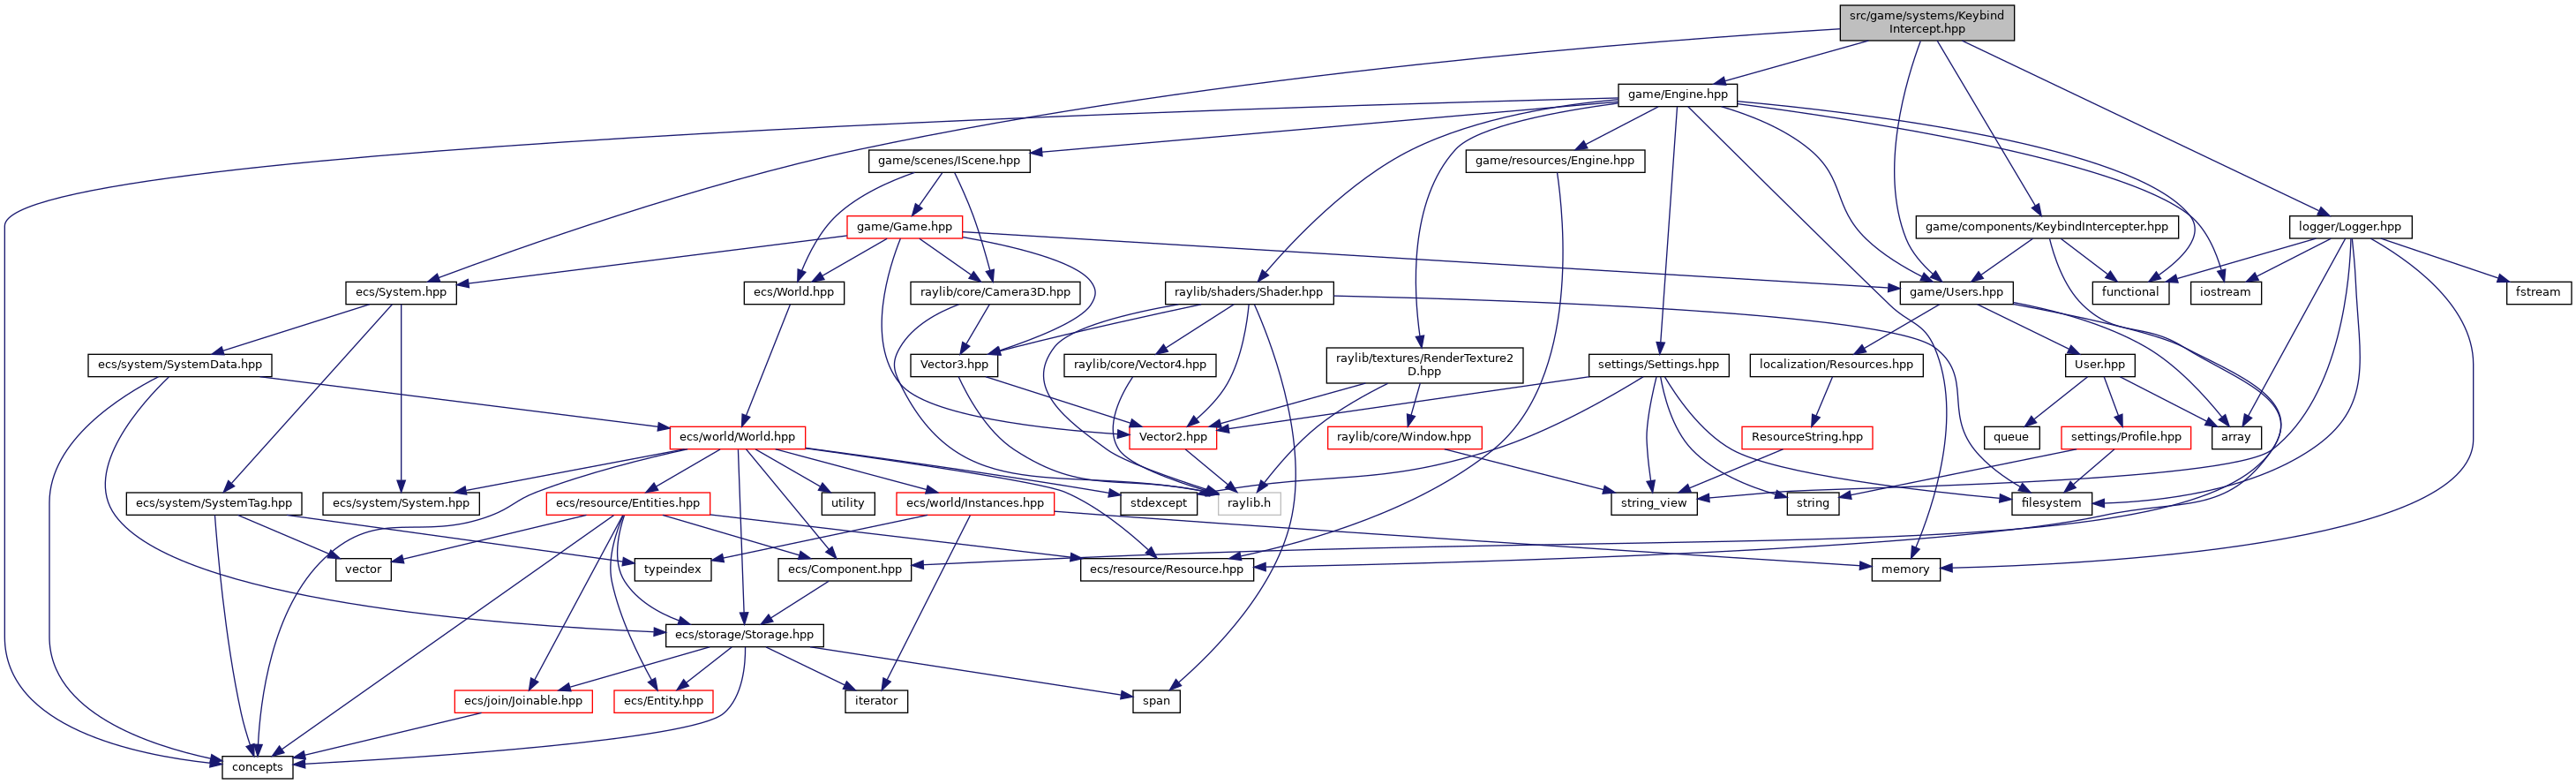 src/game/systems/Keybind
Intercept.hpp
game/Engine.hpp
game/scenes/IScene.hpp
game/resources/Engine.hpp
game/Game.hpp
game/components/KeybindIntercepter.hpp
logger/Logger.hpp
ecs/System.hpp
ecs/World.hpp
raylib/core/Camera3D.hpp
raylib/shaders/Shader.hpp
game/Users.hpp
functional
iostream
fstream
ecs/system/SystemData.hpp
Vector3.hpp
raylib/core/Vector4.hpp
raylib/textures/RenderTexture2
D.hpp
settings/Settings.hpp
localization/Resources.hpp
User.hpp
ecs/world/World.hpp
Vector2.hpp
raylib/core/Window.hpp
ResourceString.hpp
queue
settings/Profile.hpp
array
ecs/system/SystemTag.hpp
ecs/system/System.hpp
ecs/resource/Entities.hpp
utility
ecs/world/Instances.hpp
stdexcept
raylib.h
string_view
string
filesystem
vector
typeindex
ecs/Component.hpp
ecs/resource/Resource.hpp
memory
ecs/storage/Storage.hpp
ecs/join/Joinable.hpp
ecs/Entity.hpp
iterator
span
concepts